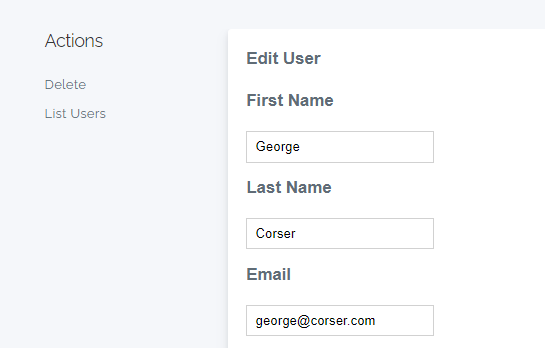 Actions
Delete
List Users
Edit User
First Name
George
Last Name
Corser
Email
george@corser.com